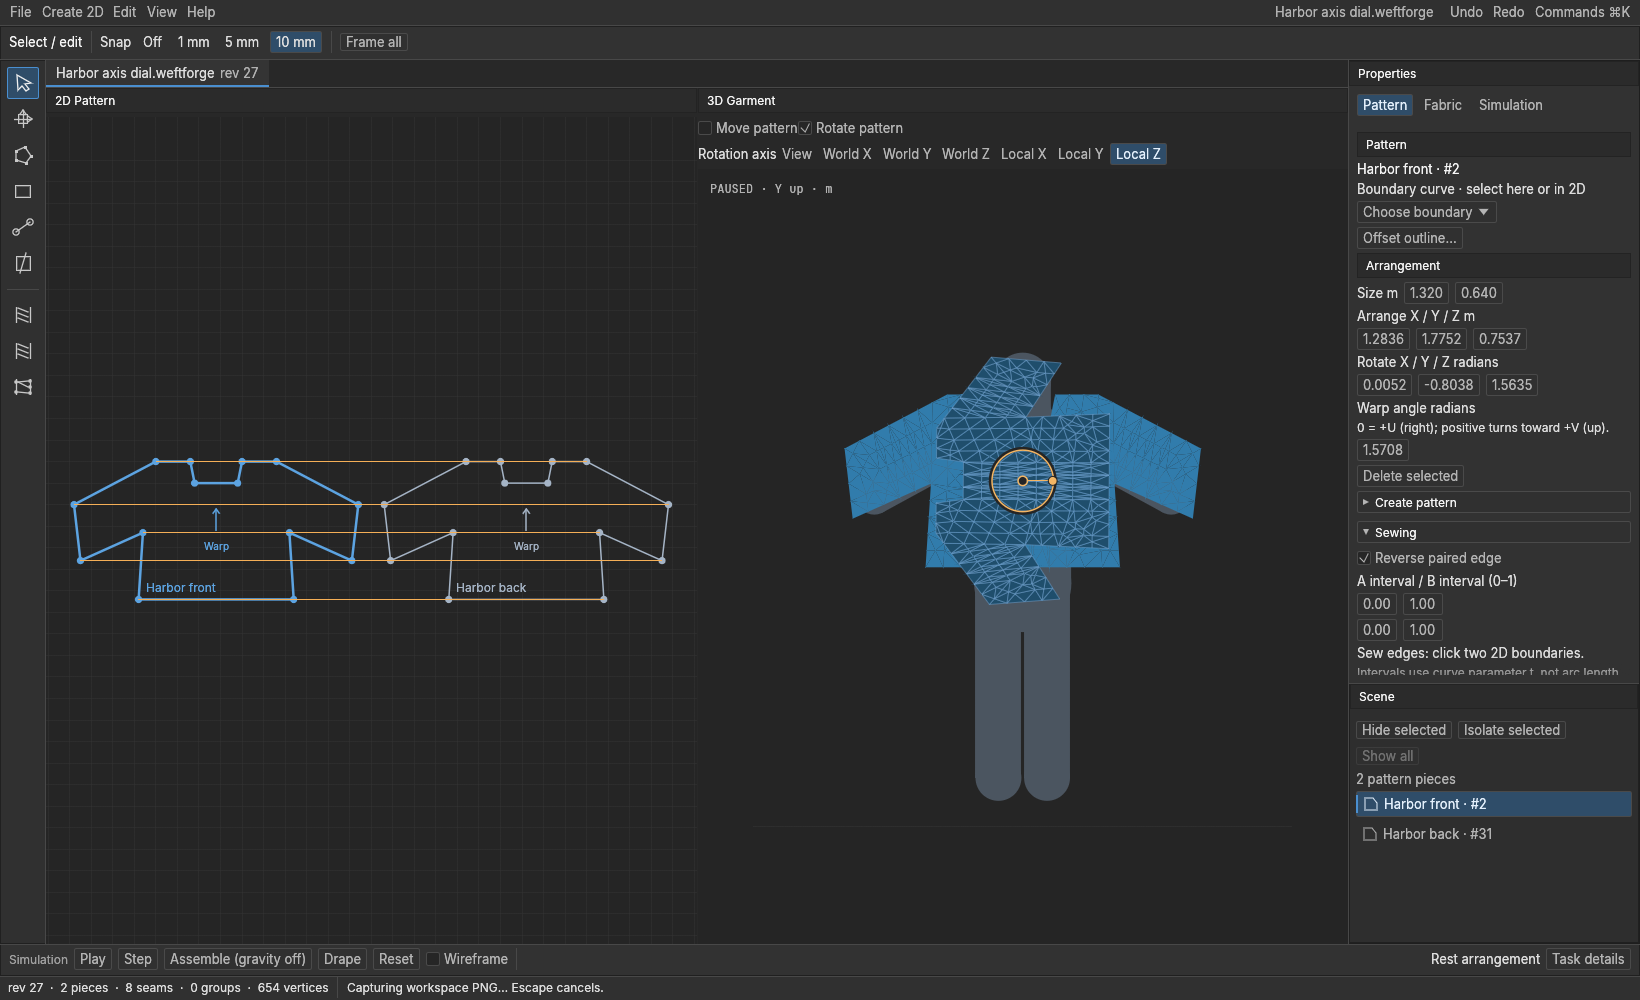 File Create 2D Edit View Help
Harbor axis dial.weftforge Undo Redo Commands ⌘K
Select / edit Snap Off 1 mm 5 mm 10 mm Frame all
Harbor axis dial.weftforge rev 27
2D Pattern
Warp
Harbor front
Warp
Harbor back
3D Garment
Move pattern Rotate pattern
Rotation axis View World X World Y World Z Local X Local Y Local Z
PAUSED · Y up · m
Properties
Pattern Fabric Simulation
Pattern
Harbor front · #2
Boundary curve · select here or in 2D
Choose boundary
Offset outline...
Arrangement
Size m 1.320 0.640
Arrange X / Y / Z m
1.2836 1.7752 0.7537
Rotate X / Y / Z radians
0.0052 -0.8038 1.5635
Warp angle radians
0 = +U (right); positive turns toward +V (up).
1.5708
Delete selected
Create pattern
Sewing
Reverse paired edge
A interval / B interval (0–1)
0.00 1.00
0.00 1.00
Sew edges: click two 2D boundaries.
Intervals use curve parameter t, not arc length
Scene
Hide selected Isolate selected
Show all
2 pattern pieces
Harbor front · #2
Harbor back · #31
Simulation Play Step Assemble (gravity off) Drape Reset Wireframe
Rest arrangement Task details
rev 27 · 2 pieces · 8 seams · 0 groups · 654 vertices Capturing workspace PNG... Escape cancels.